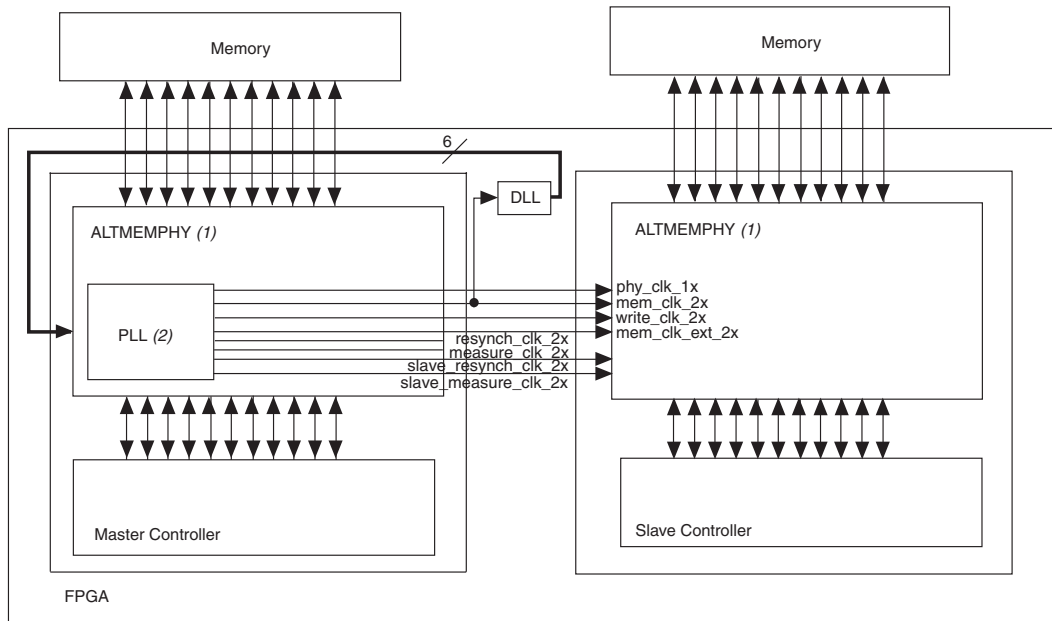 Memory
Memory
6
DLL
ALTMEMPHY (1)
ALTMEMPHY (1)
phy_clk_1x
mem_clk_2x
write_clk_2x
mem_clk_ext_2x
PLL (2)
resynch_clk_2x
measure_clk_2x
slave_resynch_clk_2x
slave_measure_clk_2x
Master Controller
Slave Controller
FPGA